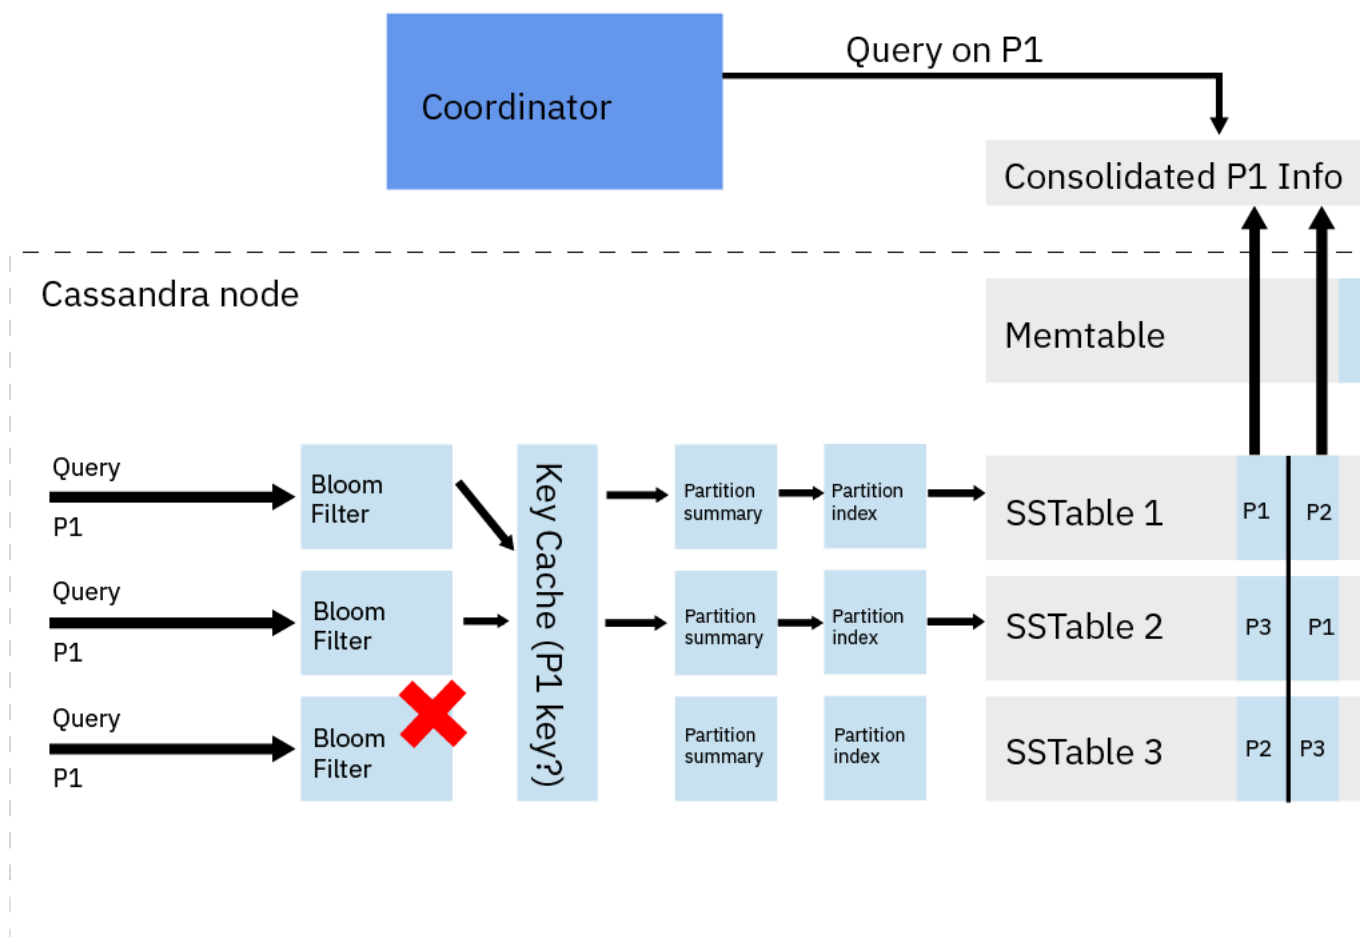 Query on P1
Coordinator
Consolidated P1 Info
Cassandra node
Memtable
Query
P1
Bloom
Filter
Key Cache (P1 key?)
Partition
summary
Partition
index
SSTable 1
P1
P2
Query
P1
Bloom
Filter
Partition
summary
Partition
index
SSTable 2
P3
P1
Query
P1
Bloom
Filter
Partition
summary
Partition
index
SSTable 3
P2
P3